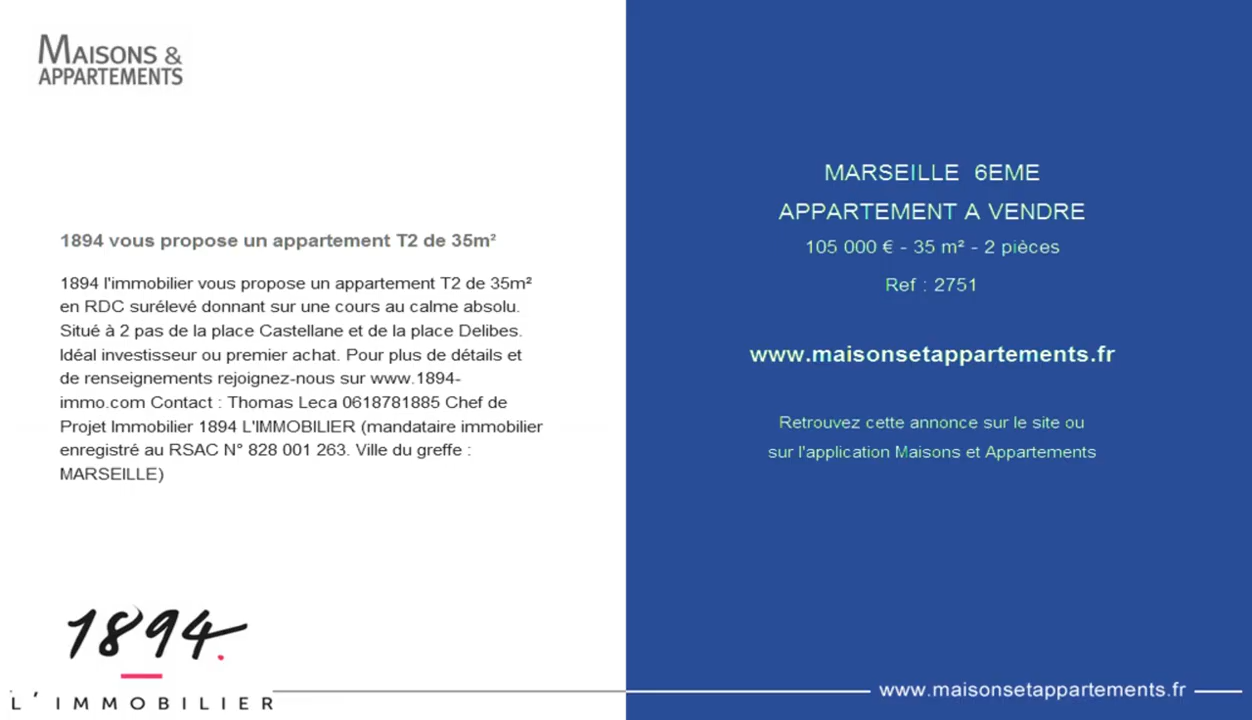 MAISONS &
APPARTEMENTS
1894 vous propose un appartement T2 de 35m²
1894 l'immobilier vous propose un appartement T2 de 35m²
en RDC surélevé donnant sur une cours au calme absolu.
Situé à 2 pas de la place Castellane et de la place Delibes.
Idéal investisseur ou premier achat. Pour plus de détails et
de renseignements rejoignez-nous sur www.1894-
immo.com Contact : Thomas Leca 0618781885 Chef de
Projet Immobilier 1894 L'IMMOBILIER (mandataire immobilier
enregistré au RSAC N° 828 001 263. Ville du greffe :
MARSEILLE)
1894.
L'IMMOBILIER
MARSEILLE 6EME
APPARTEMENT A VENDRE
105 000 € - 35 m² - 2 pièces
Ref : 2751
www.maisonsetappartements.fr
Retrouvez cette annonce sur le site ou
sur l'application Maisons et Appartements
www.maisonsetappartements.fr